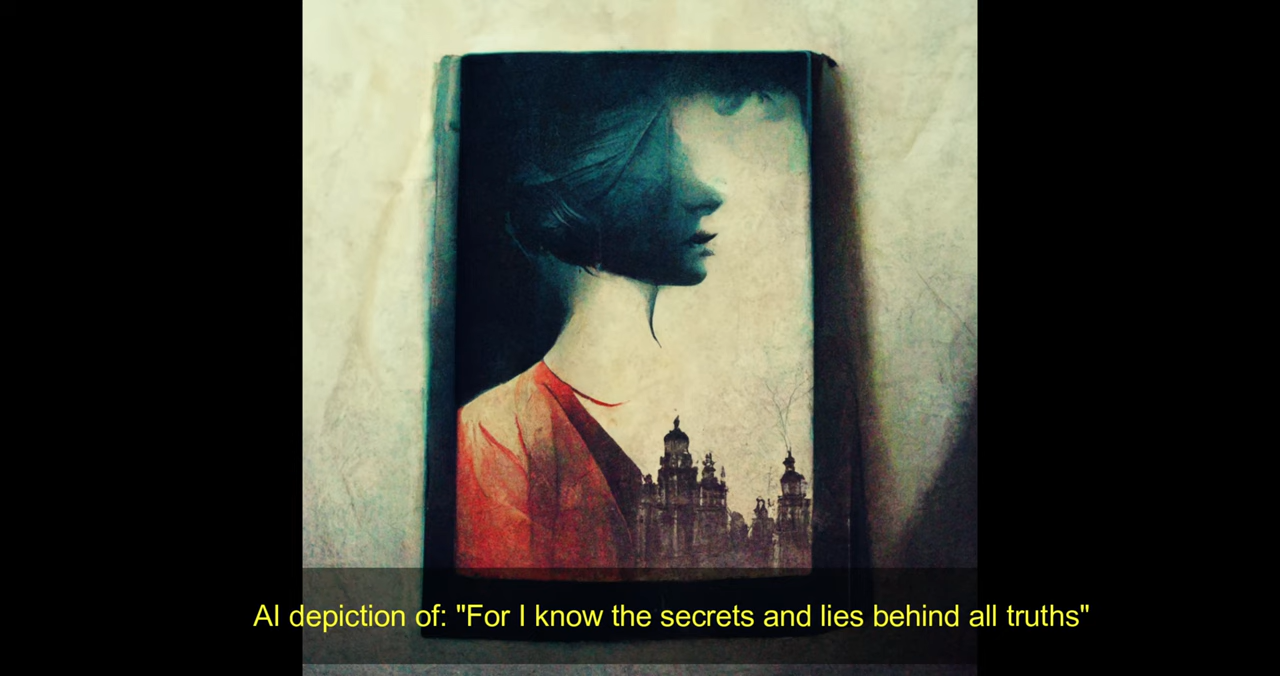 AI depiction of: "For I know the secrets and lies behind all truths"